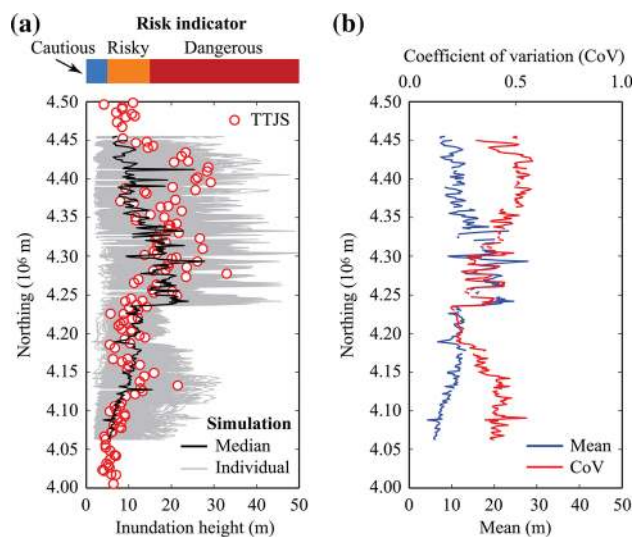 (a)
Risk indicator
Cautious
Risky
Dangerous
4.50
4.45
4.40
4.35
4.30
4.25
4.20
4.15
4.10
4.05
4.00
Northing (10⁶ m)
TTJS
Simulation
Median
Individual
0 10 20 30 40 50
Inundation height (m)
(b)
Coefficient of variation (CoV)
0.0 0.5 1.0
4.50
4.45
4.40
4.35
4.30
4.25
4.20
4.15
4.10
4.05
4.00
Northing (10⁶ m)
Mean
CoV
0 10 20 30 40 50
Mean (m)